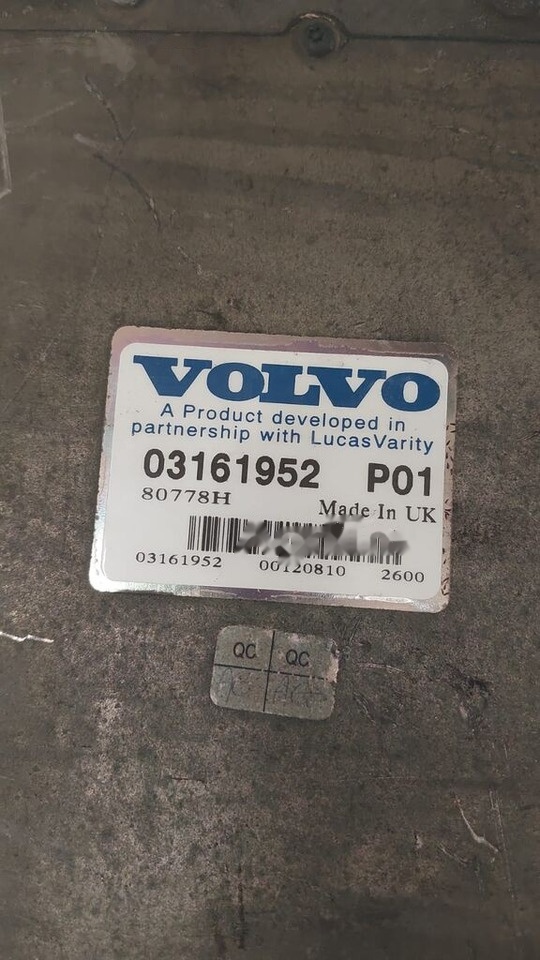 VOLVO
A Product developed in
partnership with LucasVarity
03161952 P01
80778H Made In UK
03161952 00120810 2600
QC QC